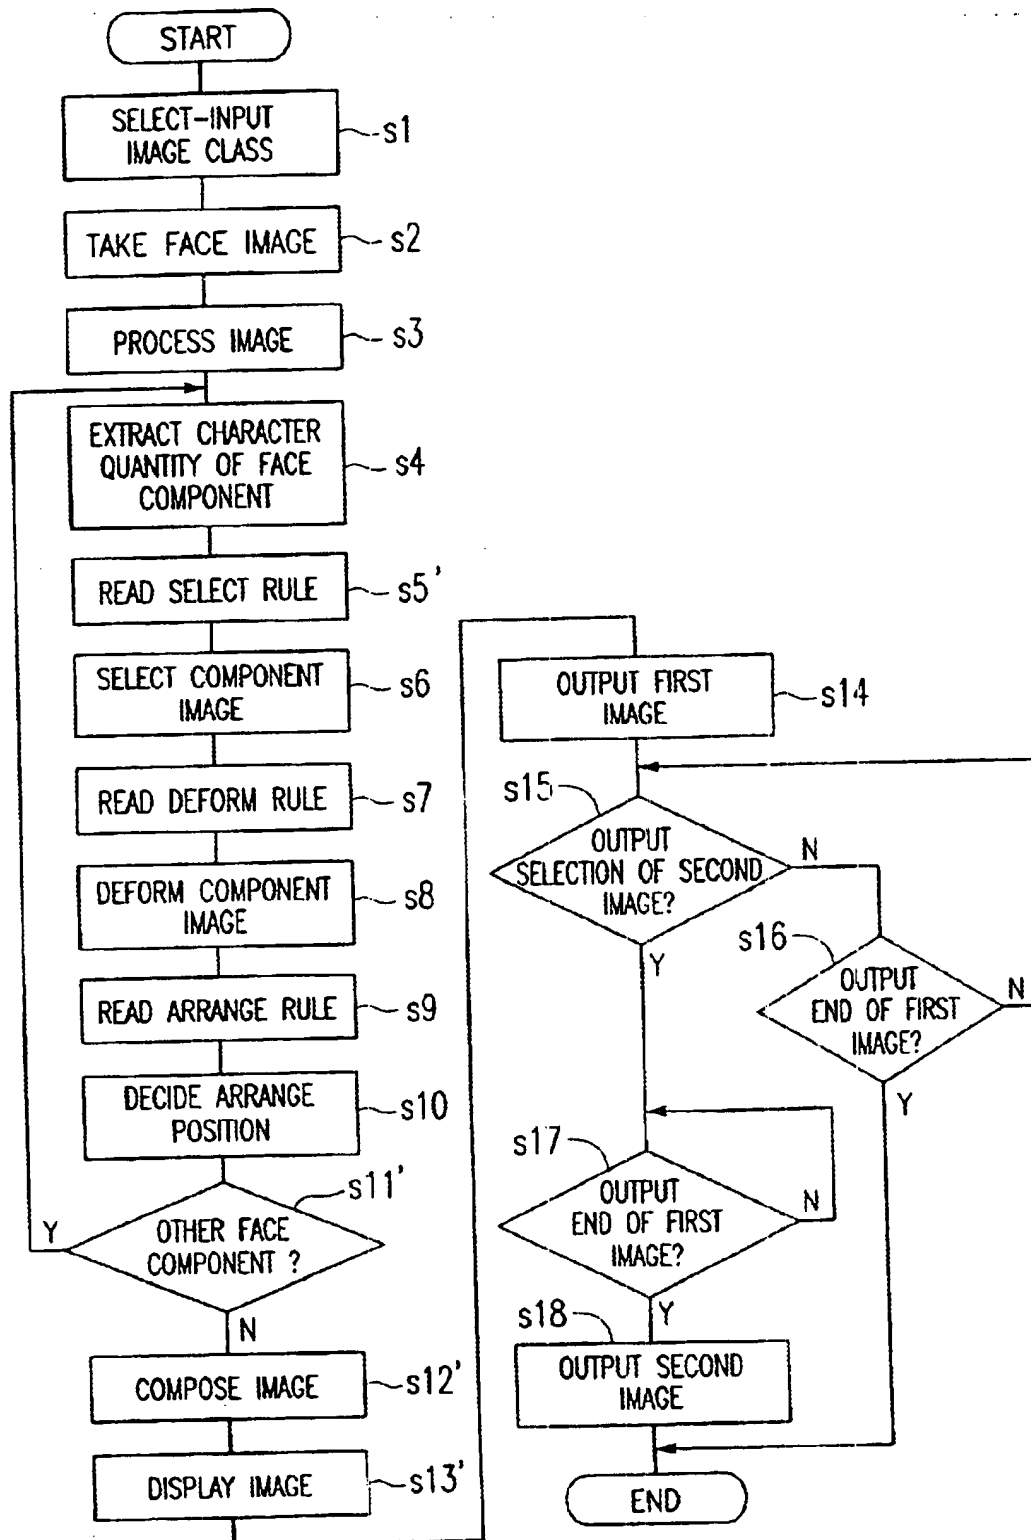 START
SELECT-INPUT
IMAGE CLASS
s1
TAKE FACE IMAGE
s2
PROCESS IMAGE
s3
EXTRACT CHARACTER
QUANTITY OF FACE
COMPONENT
s4
READ SELECT RULE
s5'
SELECT COMPONENT
IMAGE
s6
READ DEFORM RULE
s7
DEFORM COMPONENT
IMAGE
s8
READ ARRANGE RULE
s9
DECIDE ARRANGE
POSITION
s10
s11'
Y
OTHER FACE
COMPONENT ?
N
COMPOSE IMAGE
s12'
DISPLAY IMAGE
s13'
OUTPUT FIRST
IMAGE
s14
s15
OUTPUT
SELECTION OF SECOND
IMAGE?
N
Y
s16
OUTPUT
END OF FIRST
IMAGE?
N
Y
s17
OUTPUT
END OF FIRST
IMAGE?
N
Y
s18
OUTPUT SECOND
IMAGE
END